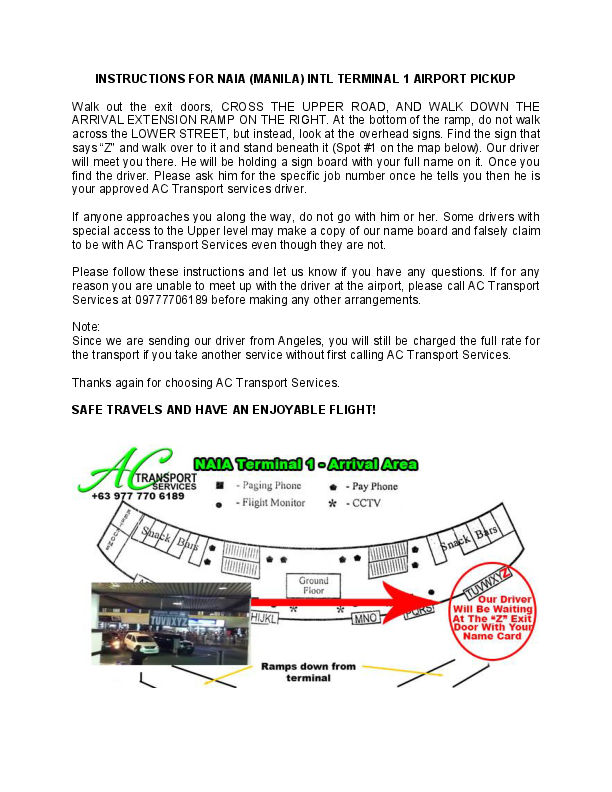 INSTRUCTIONS FOR NAIA (MANILA) INTL TERMINAL 1 AIRPORT PICKUP
Walk out the exit doors, CROSS THE UPPER ROAD, AND WALK DOWN THE
ARRIVAL EXTENSION RAMP ON THE RIGHT. At the bottom of the ramp, do not walk
across the LOWER STREET, but instead, look at the overhead signs. Find the sign that
says “Z” and walk over to it and stand beneath it (Spot #1 on the map below). Our driver
will meet you there. He will be holding a sign board with your full name on it. Once you
find the driver. Please ask him for the specific job number once he tells you then he is
your approved AC Transport services driver.
If anyone approaches you along the way, do not go with him or her. Some drivers with
special access to the Upper level may make a copy of our name board and falsely claim
to be with AC Transport Services even though they are not.
Please follow these instructions and let us know if you have any questions. If for any
reason you are unable to meet up with the driver at the airport, please call AC Transport
Services at 09777706189 before making any other arrangements.
Note:
Since we are sending our driver from Angeles, you will still be charged the full rate for
the transport if you take another service without first calling AC Transport Services.
Thanks again for choosing AC Transport Services.
SAFE TRAVELS AND HAVE AN ENJOYABLE FLIGHT!
AC TRANSPORT
SERVICES
+63 977 770 6189
NAIA Terminal 1 - Arrival Area
- Paging Phone
- Pay Phone
- Flight Monitor
- CCTV
Snack Bars
Snack Bars
Ground
Floor
HIJKL
MNO
PQRS
TUVWXYZ
TUVWXYZ
Our Driver
Will Be Waiting
At The “Z” Exit
Door With Your
Name Card
Ramps down from
terminal